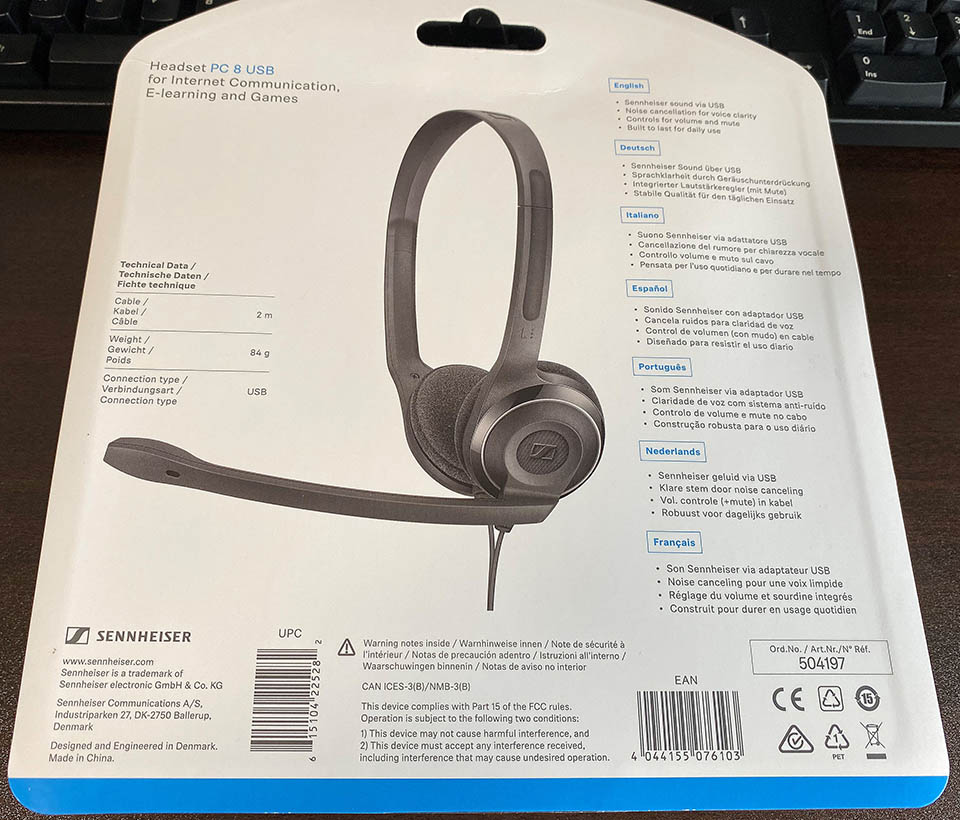 End
Ins
Headset PC 8 USB
for Internet Communication,
E-learning and Games
English
• Sennheiser sound via USB
• Noise cancellation for voice clarity
• Controls for volume and mute
• Built to last for daily use
Deutsch
• Sennheiser Sound über USB
• Sprachklarheit durch Geräuschunterdrückung
• Integrierter Lautstärkeregler (mit Mute)
• Stabile Qualität für den täglichen Einsatz
Italiano
• Suono Sennheiser via adattatore USB
• Cancellazione del rumore per chiarezza vocale
• Controllo volume e muto sul cavo
• Pensata per l'uso quotidiano e per durare nel tempo
Español
• Sonido Sennheiser con adaptador USB
• Cancela ruidos para claridad de voz
• Control de volumen (con mudo) en cable
• Diseñado para resistir el uso diario
Português
• Som Sennheiser via adaptador USB
• Claridade de voz com sistema anti-ruído
• Controlo de volume e mute no cabo
• Construção robusta para o uso diário
Nederlands
• Sennheiser geluid via USB
• Klare stem door noise canceling
• Vol. controle (+mute) in kabel
• Robuust voor dagelijks gebruik
Français
• Son Sennheiser via adaptateur USB
• Noise canceling pour une voix limpide
• Réglage du volume et sourdine integrés
• Construit pour durer en usage quotidien
Technical Data /
Technische Daten /
Fichte technique
Cable /
Kabel /
Câble
2 m
Weight /
Gewicht /
Poids
84 g
Connection type /
Verbindungsart /
Connection type
USB
L
SENNHEISER
www.sennheiser.com
Sennheiser is a trademark of
Sennheiser electronic GmbH & Co. KG
Sennheiser Communications A/S,
Industriparken 27, DK-2750 Ballerup,
Denmark
Designed and Engineered in Denmark.
Made in China.
UPC
6 15104 22528 2
Warning notes inside / Warnhinweise innen / Note de sécurité à
l'intérieur / Notas de precaución adentro / Istruzioni all'interno /
Waarschuwingen binnenin / Notas de aviso no interior
CAN ICES-3(B)/NMB-3(B)
This device complies with Part 15 of the FCC rules.
Operation is subject to the following two conditions:
1) This device may not cause harmful interference, and
2) This device must accept any interference received,
including interference that may cause undesired operation.
EAN
4 044155 076103
Ord.No. / Art.Nr./N° Réf.
504197
CE
15
1
PET